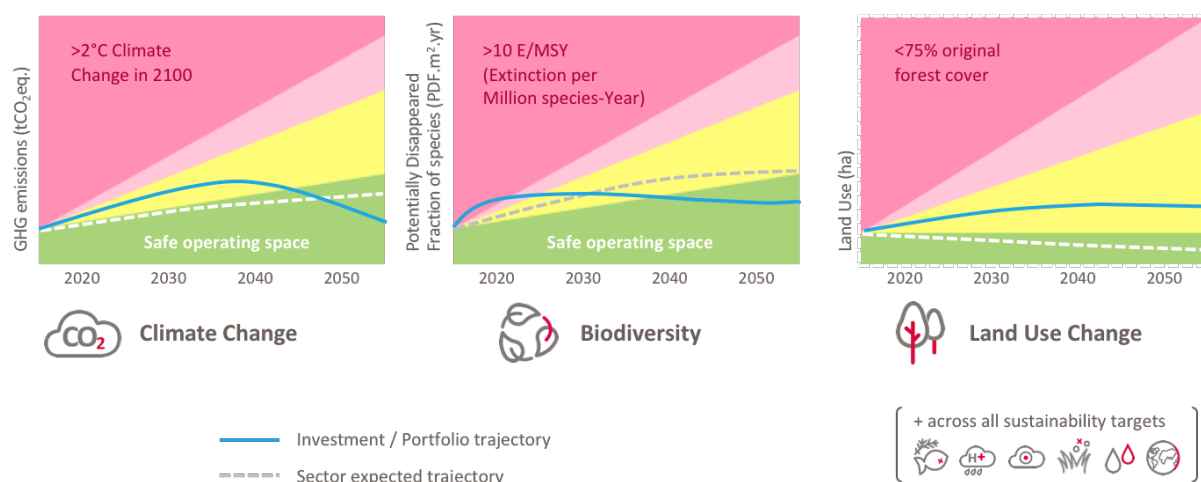 GHG emissions (tCO₂eq.)
>2°C Climate
Change in 2100
Safe operating space
2020 2030 2040 2050
CO₂ Climate Change
Potentially Disappeared
Fraction of species (PDF.m².yr)
>10 E/MSY
(Extinction per
Million species-Year)
Safe operating space
2020 2030 2040 2050
Biodiversity
Land Use (ha)
<75% original
forest cover
2020 2030 2040 2050
Land Use Change
Investment / Portfolio trajectory
Sector expected trajectory
+ across all sustainability targets
H+